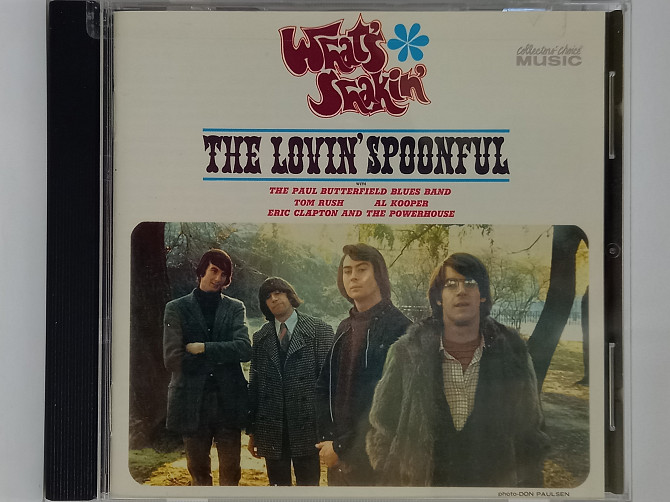 What's
Shakin'
Collectors' Choice
MUSIC
THE LOVIN' SPOONFUL
WITH
THE PAUL BUTTERFIELD BLUES BAND
TOM RUSH AL KOOPER
ERIC CLAPTON AND THE POWERHOUSE
photo-DON PAULSEN